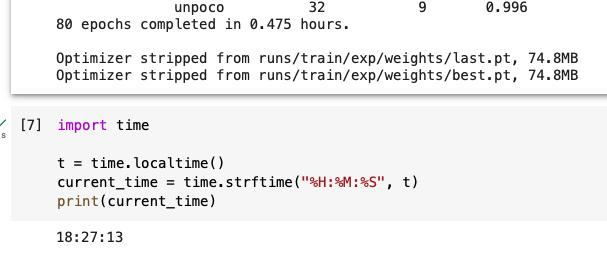 unpoco 32 9 0.996
80 epochs completed in 0.475 hours.
Optimizer stripped from runs/train/exp/weights/last.pt, 74.8MB
Optimizer stripped from runs/train/exp/weights/best.pt, 74.8MB
s
[7] import time
t = time.localtime()
current_time = time.strftime("%H:%M:%S", t)
print(current_time)
18:27:13